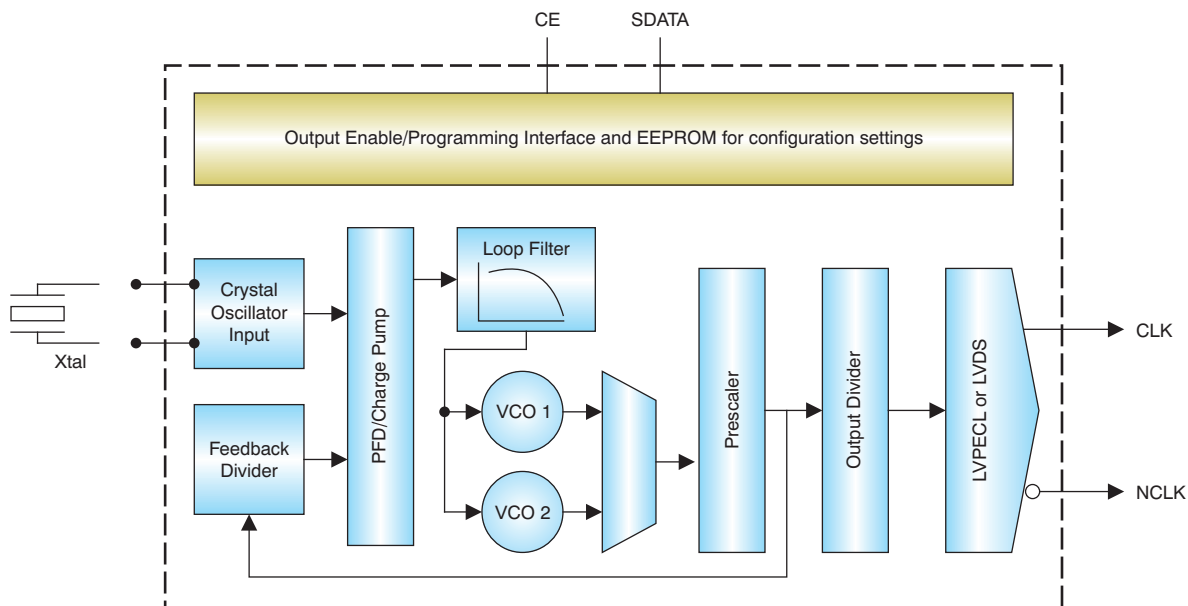 CE
SDATA
Output Enable/Programming Interface and EEPROM for configuration settings
Xtal
Crystal
Oscillator
Input
Feedback
Divider
PFD/Charge Pump
Loop Filter
VCO 1
VCO 2
Prescaler
Output Divider
LVPECL or LVDS
CLK
NCLK